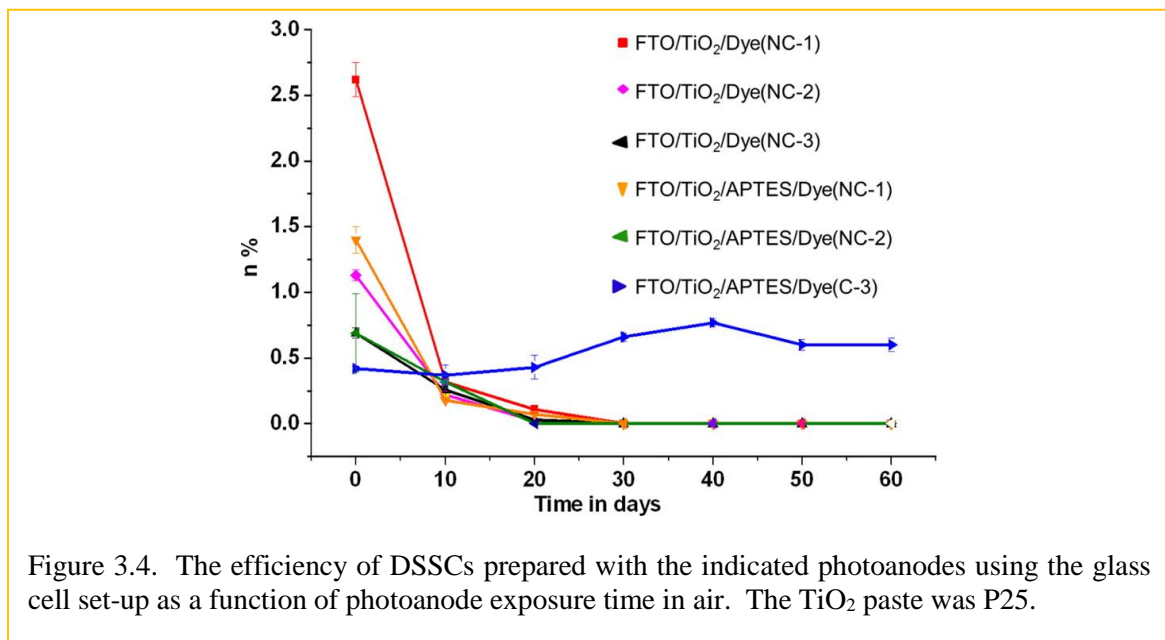 3.0
2.5
2.0
1.5
1.0
0.5
0.0
n %
FTO/TiO₂/Dye(NC-1)
FTO/TiO₂/Dye(NC-2)
FTO/TiO₂/Dye(NC-3)
FTO/TiO₂/APTES/Dye(NC-1)
FTO/TiO₂/APTES/Dye(NC-2)
FTO/TiO₂/APTES/Dye(C-3)
0 10 20 30 40 50 60
Time in days
Figure 3.4. The efficiency of DSSCs prepared with the indicated photoanodes using the glass
cell set-up as a function of photoanode exposure time in air. The TiO₂ paste was P25.